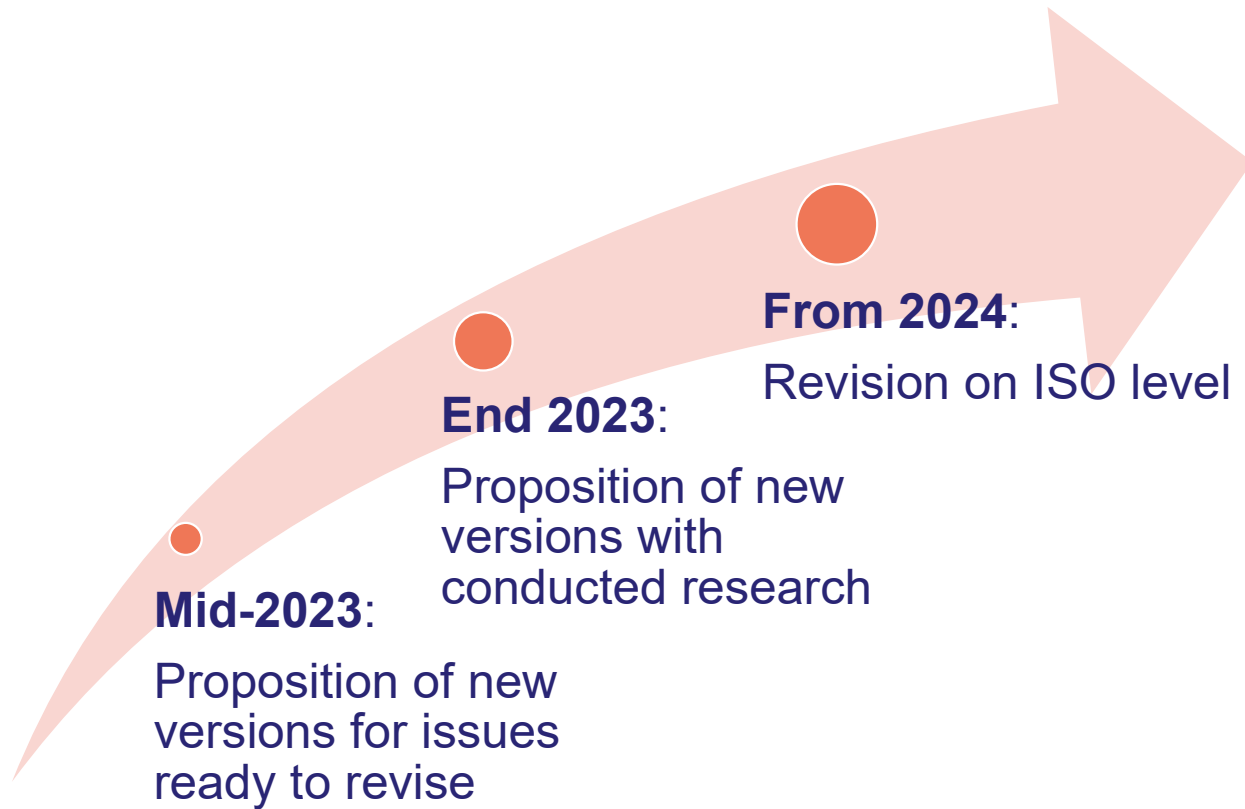 Mid-2023:
Proposition of new
versions for issues
ready to revise
End 2023:
Proposition of new
versions with
conducted research
From 2024:
Revision on ISO level